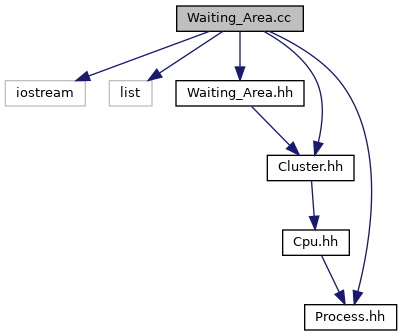 Waiting_Area.cc
iostream
list
Waiting_Area.hh
Cluster.hh
Cpu.hh
Process.hh